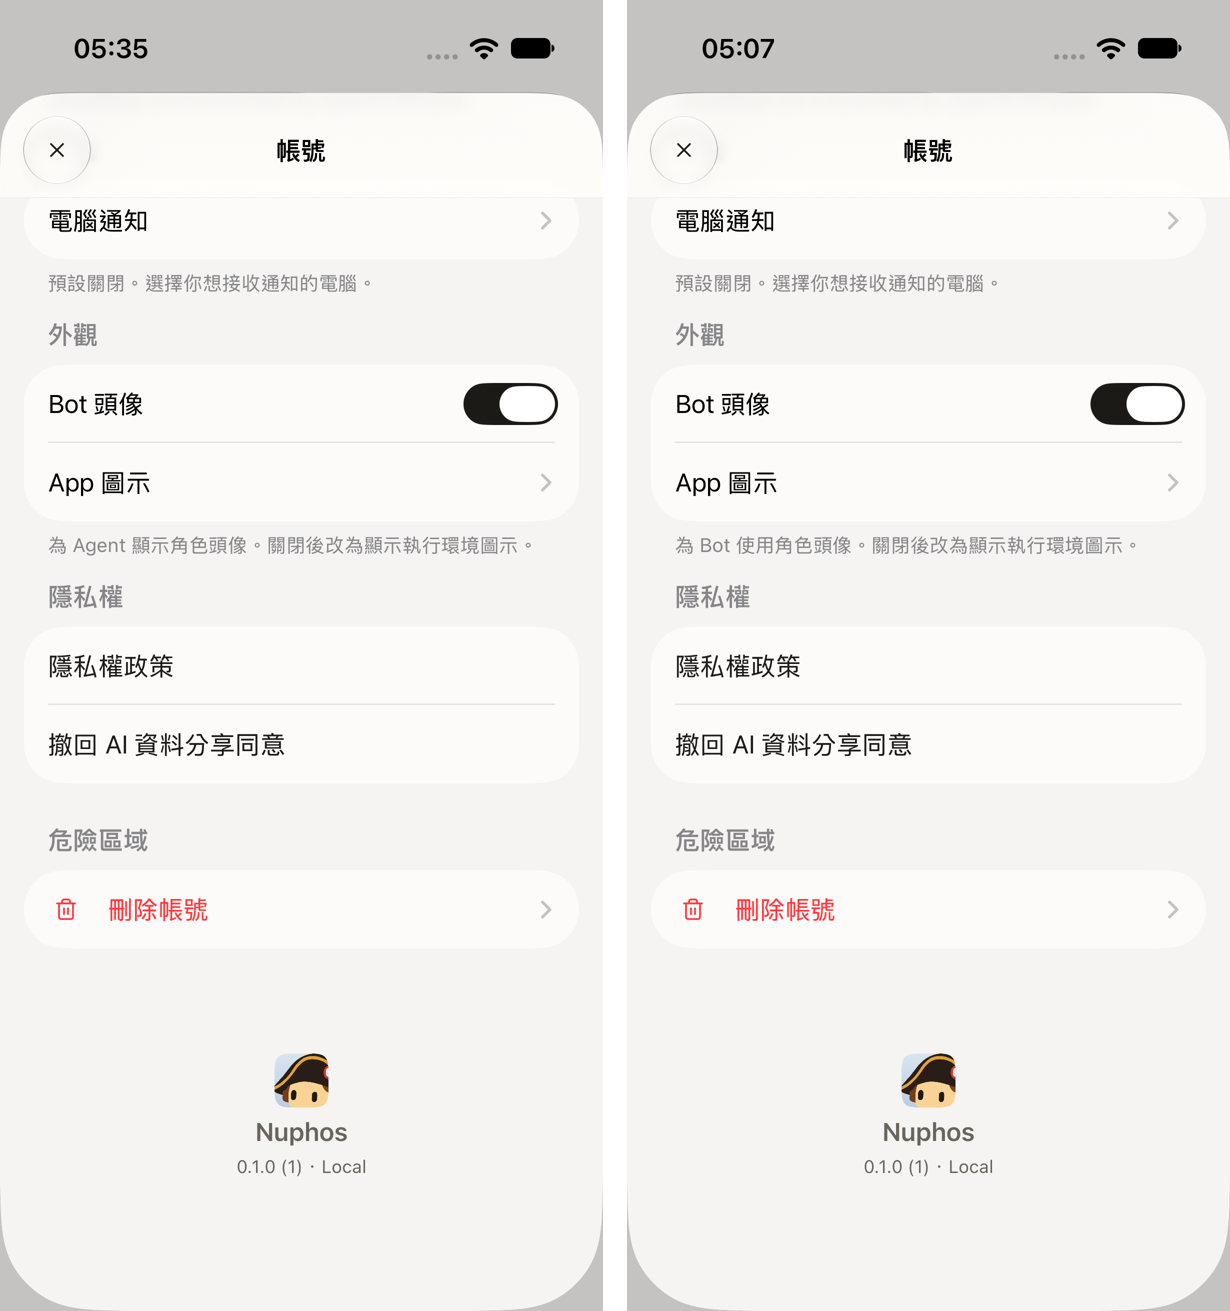 05:35
帳號
電腦通知
預設關閉。選擇你想接收通知的電腦。
外觀
Bot 頭像
App 圖示
為 Agent 顯示角色頭像。關閉後改為顯示執行環境圖示。
隱私權
隱私權政策
撤回 AI 資料分享同意
危險區域
刪除帳號
Nuphos
0.1.0 (1) · Local
05:07
帳號
電腦通知
預設關閉。選擇你想接收通知的電腦。
外觀
Bot 頭像
App 圖示
為 Bot 使用角色頭像。關閉後改為顯示執行環境圖示。
隱私權
隱私權政策
撤回 AI 資料分享同意
危險區域
刪除帳號
Nuphos
0.1.0 (1) · Local